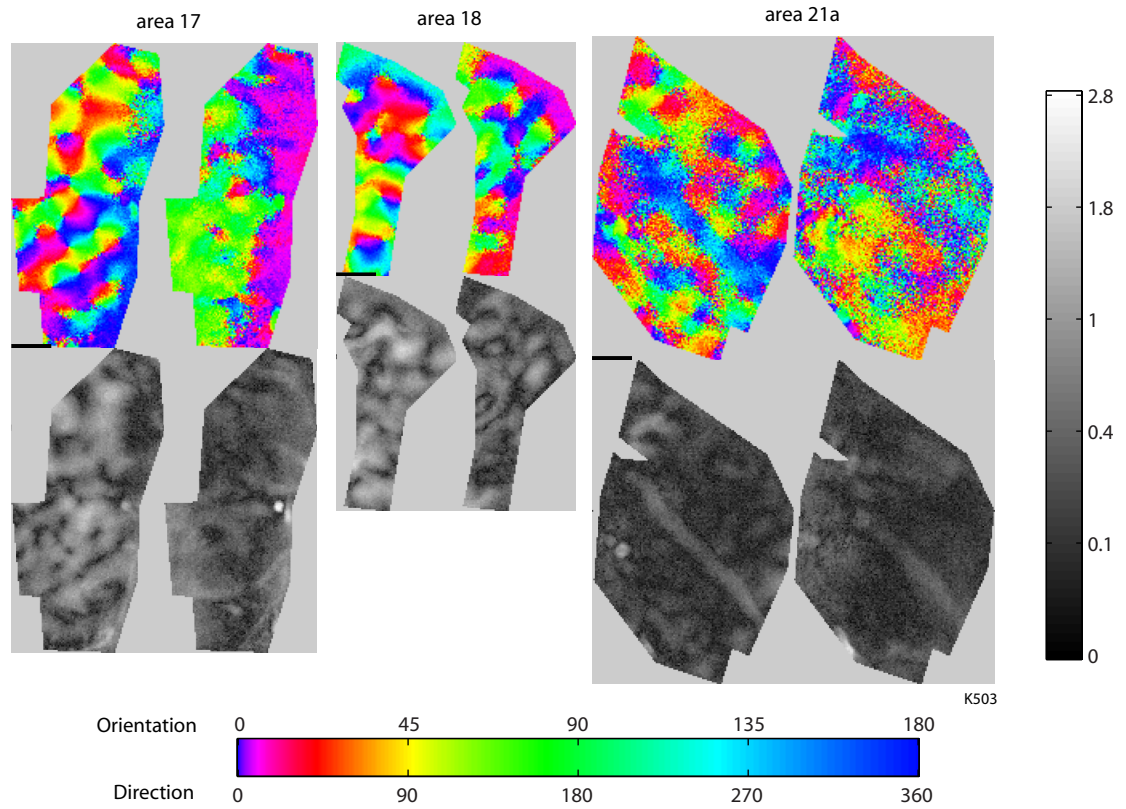 area 17
area 18
area 21a
2.8
1.8
1
0.4
0.1
0
K503
Orientation
0 45 90 135 180
Direction
0 90 180 270 360